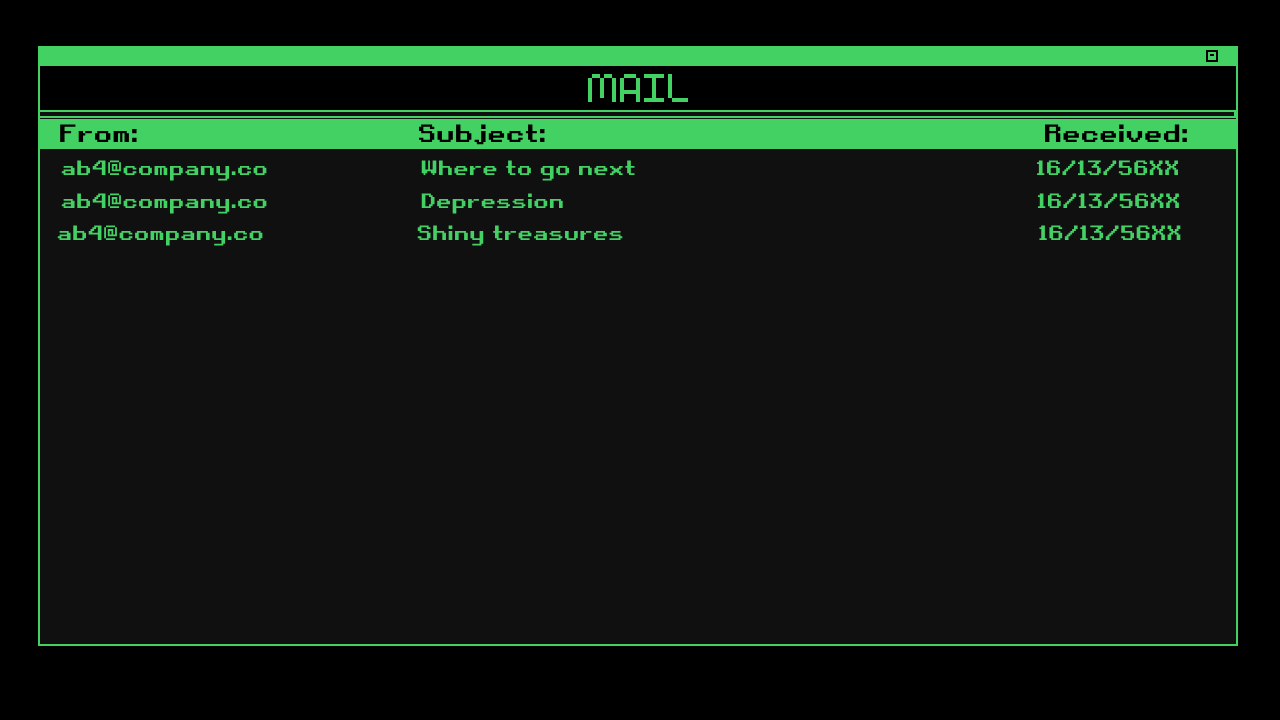 MAIL
From: Subject: Received:
ab4@company.co Where to go next 16/13/56XX
ab4@company.co Depression 16/13/56XX
ab4@company.co Shiny treasures 16/13/56XX